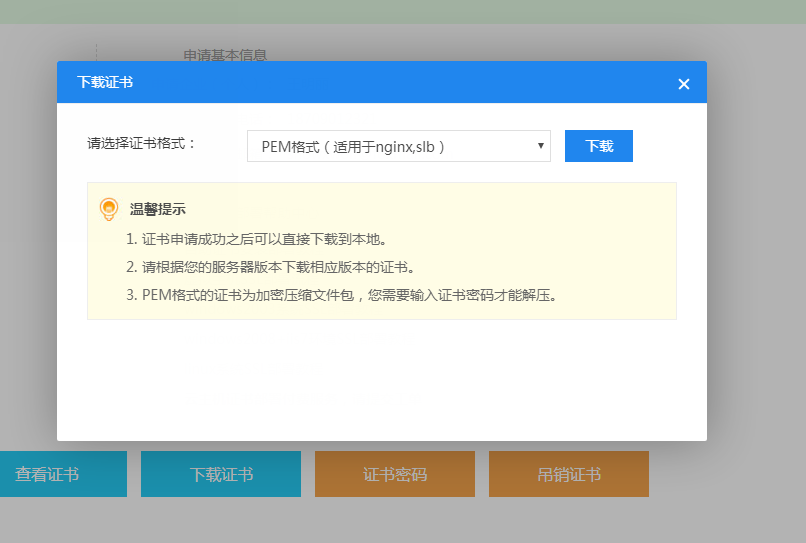 申请基本信息
下载证书
请选择证书格式：
PEM格式（适用于nginx,slb）
下载
温馨提示
1. 证书申请成功之后可以直接下载到本地。
2. 请根据您的服务器版本下载相应版本的证书。
3. PEM格式的证书为加密压缩文件包，您需要输入证书密码才能解压。
查看证书
下载证书
证书密码
吊销证书